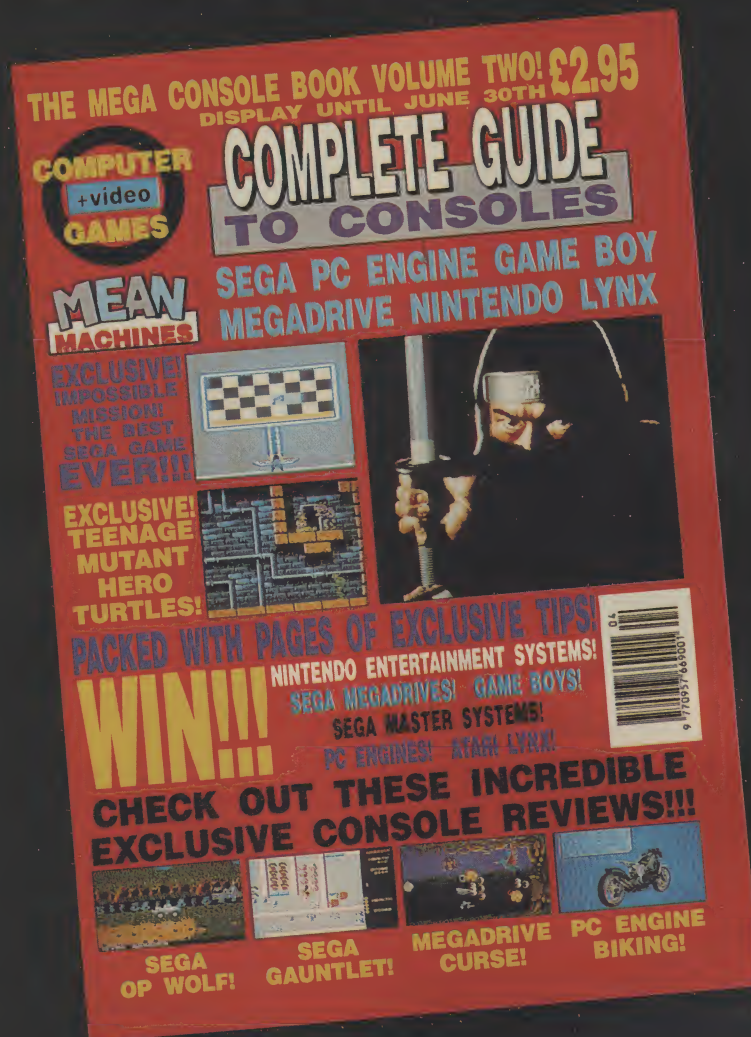 THE MEGA CONSOLE BOOK VOLUME TWO! £2.95
DISPLAY UNTIL JUNE 30TH
COMPUTER
+video
GAMES
COMPLETE GUIDE
TO CONSOLES
MEAN
MACHINES
SEGA PC ENGINE GAME BOY
MEGADRIVE NINTENDO LYNX
EXCLUSIVE!
IMPOSSIBLE
MISSION!
THE BEST
SEGA GAME
EVER!!!
EXCLUSIVE!
TEENAGE
MUTANT
HERO
TURTLES!
PACKED WITH PAGES OF EXCLUSIVE TIPS!
WIN!!!
NINTENDO ENTERTAINMENT SYSTEMS!
SEGA MEGADRIVES! GAME BOYS!
SEGA MASTER SYSTEMS!
PC ENGINES! ATARI LYNX!
04
9 770957 669001
CHECK OUT THESE INCREDIBLE
EXCLUSIVE CONSOLE REVIEWS!!!
SEGA
OP WOLF!
SEGA
GAUNTLET!
MEGADRIVE
CURSE!
PC ENGINE
BIKING!